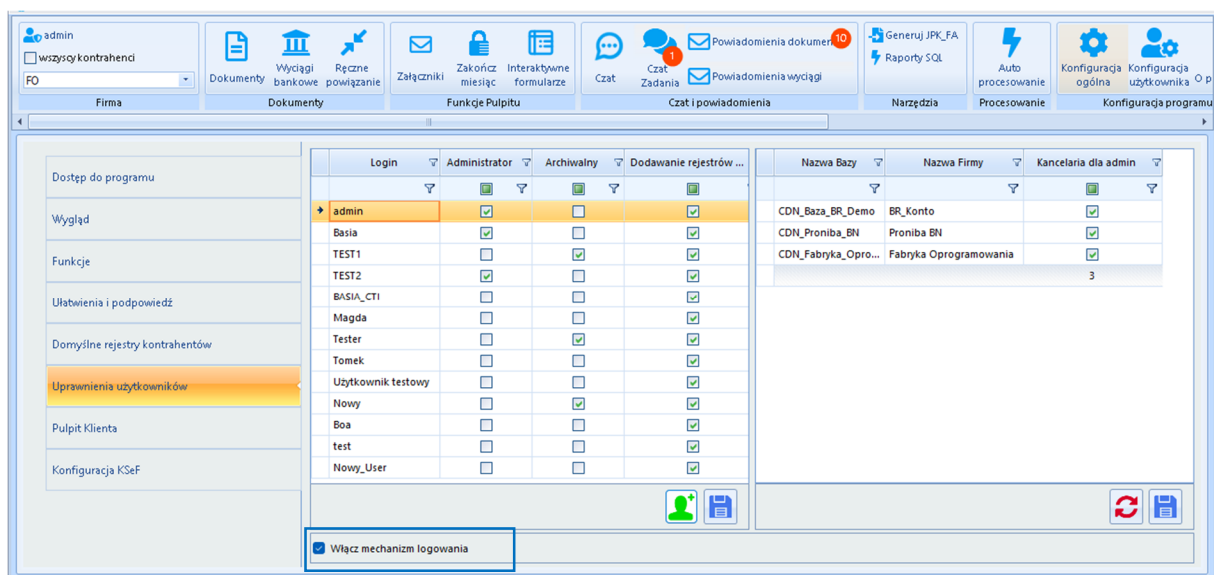 admin
wszyscy kontrahenci
FO
Firma
Dokumenty
Wyciągi
bankowe
Ręczne
powiązanie
Dokumenty
Załączniki
Zakończ
miesiąc
Interaktywne
formularze
Funkcje Pulpitu
Czat
1
Czat
Zadania
Powiadomienia dokumen
10
Powiadomienia wyciągi
Czat i powiadomienia
Generuj JPK_FA
Raporty SQL
Narzędzia
Auto
procesowanie
Procesowanie
Konfiguracja
ogólna
Konfiguracja
użytkownika
O p
Konfiguracja programu
Dostęp do programu
Wygląd
Funkcje
Ułatwienia i podpowiedź
Domyślne rejestry kontrahentów
Uprawnienia użytkowników
Pulpit Klienta
Konfiguracja KSeF
Login Administrator Archiwalny Dodawanie rejestrów ...
admin
Basia
TEST1
TEST2
BASIA_CTI
Magda
Tester
Tomek
Użytkownik testowy
Nowy
Boa
test
Nowy_User
Nazwa Bazy Nazwa Firmy Kancelaria dla admin
CDN_Baza_BR_Demo BR_Konto
CDN_Proniba_BN Proniba BN
CDN_Fabryka_Opro... Fabryka Oprogramowania
3
Włącz mechanizm logowania